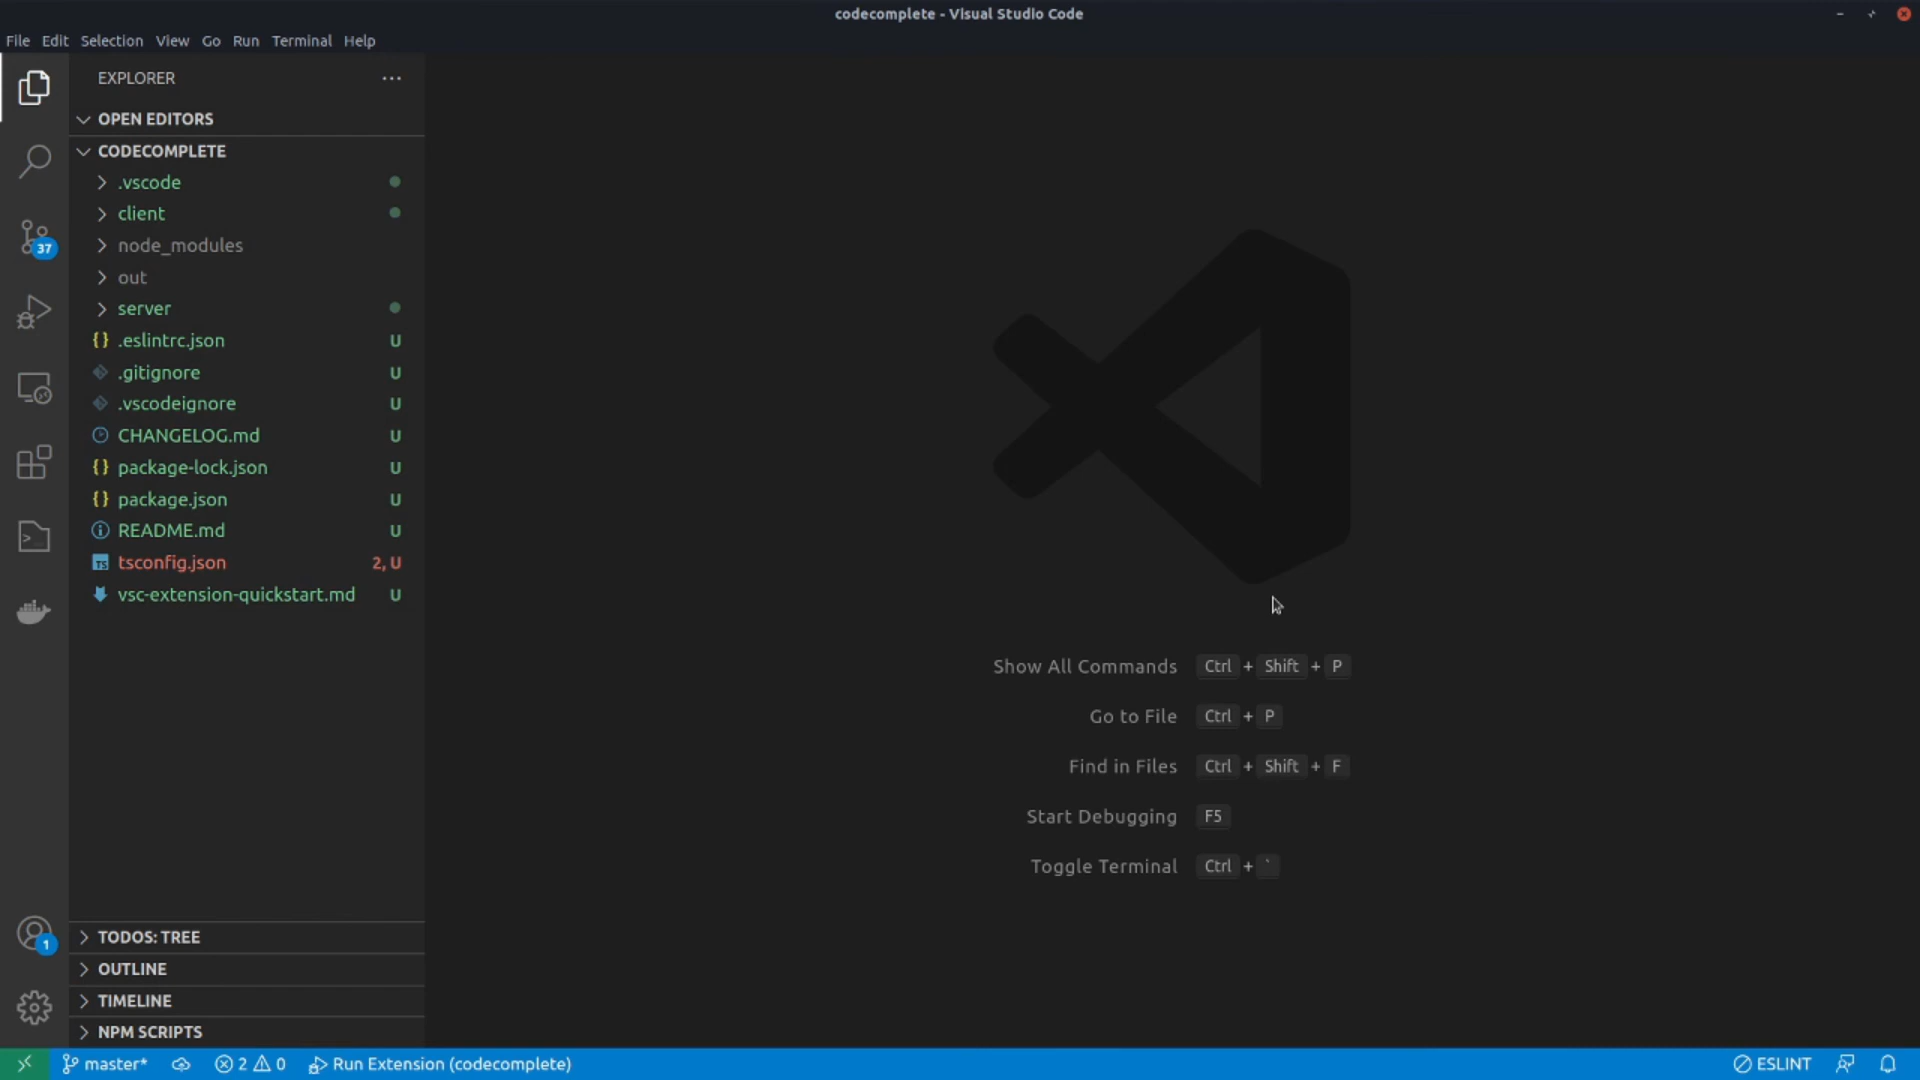 codecomplete - Visual Studio Code
File Edit Selection View Go Run Terminal Help
EXPLORER
OPEN EDITORS
CODECOMPLETE
.vscode
client
37
node_modules
out
server
.eslintrc.json U
.gitignore U
.vscodeignore U
CHANGELOG.md U
package-lock.json U
package.json U
README.md U
tsconfig.json 2, U
vsc-extension-quickstart.md U
Show All Commands Ctrl + Shift + P
Go to File Ctrl + P
Find in Files Ctrl + Shift + F
Start Debugging F5
Toggle Terminal Ctrl + `
TODOS: TREE
1
OUTLINE
TIMELINE
NPM SCRIPTS
master* 2 0 Run Extension (codecomplete) ESLINT